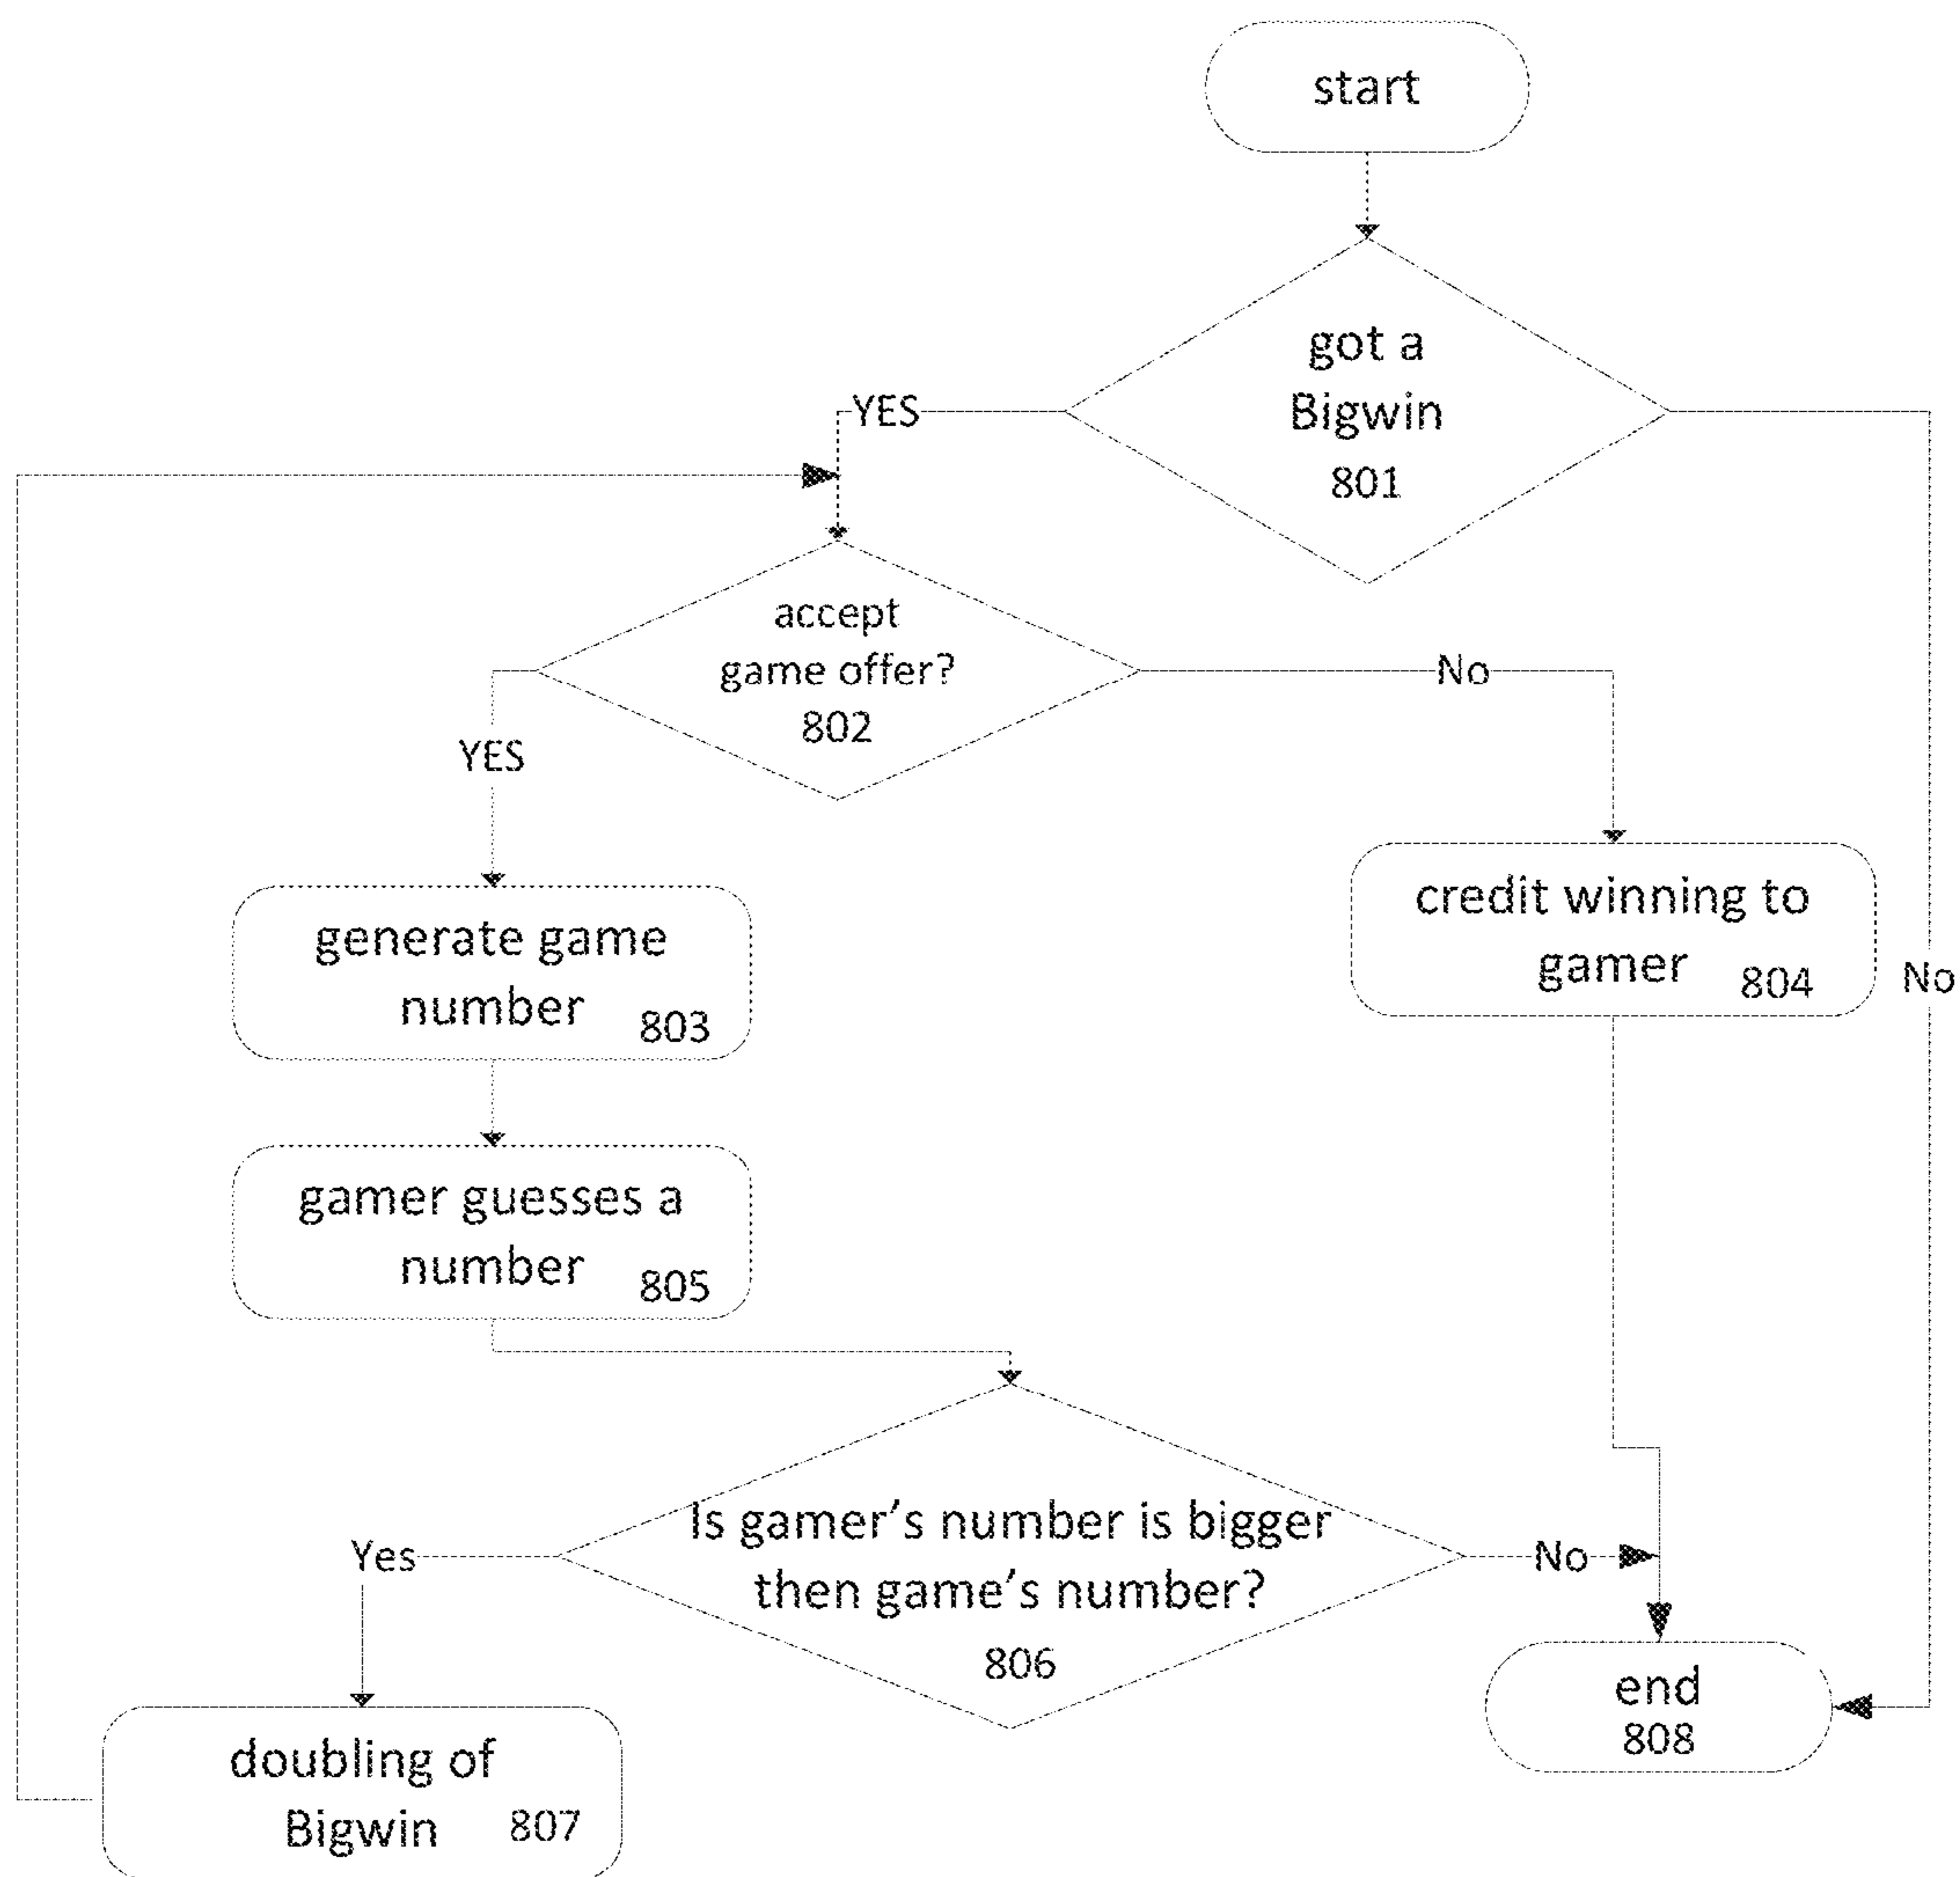 start
got a
Bigwin
801
YES
No
accept
game offer?
802
YES
No
generate game
number 803
credit winning to
gamer 804
gamer guesses a
number 805
Is gamer's number is bigger
then game's number?
806
Yes
No
doubling of
Bigwin 807
end
808